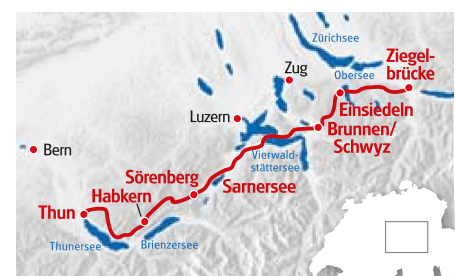 Zürichsee
Ziegel-
brücke
Zug
Obersee
Einsiedeln
Luzern
Brunnen/
Schwyz
Bern
Vierwald-
stättersee
Sörenberg
Sarnersee
Habkern
Thun
Thunersee
Brienzersee